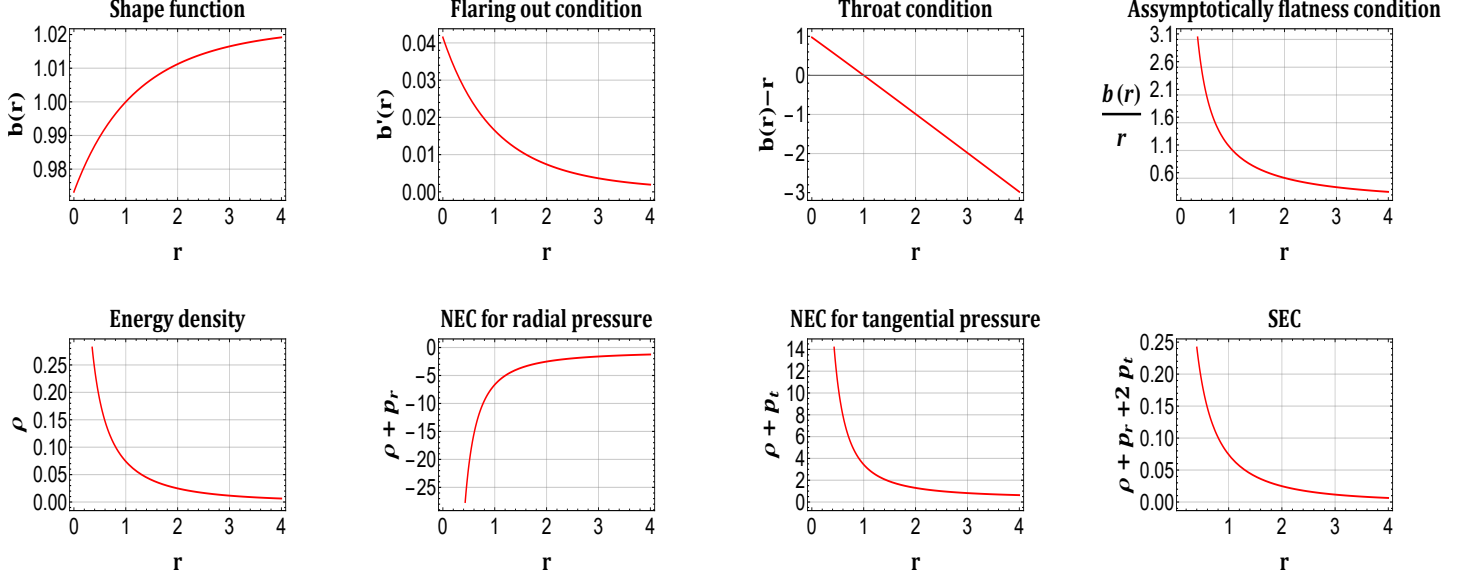 Shape function
b(r)
1.02
1.01
1.00
0.99
0.98
0 1 2 3 4
r
Flaring out condition
b'(r)
0.04
0.03
0.02
0.01
0.00
0 1 2 3 4
r
Throat condition
b(r)−r
1
0
−1
−2
−3
0 1 2 3 4
r
Assymptotically flatness condition
b(r)
r
3.1
2.6
2.1
1.6
1.1
0.6
0 1 2 3 4
r
Energy density
ρ
0.25
0.20
0.15
0.10
0.05
0.00
0 1 2 3 4
r
NEC for radial pressure
ρ + pᵣ
0
−5
−10
−15
−20
−25
0 1 2 3 4
r
NEC for tangential pressure
ρ + pₜ
14
12
10
8
6
4
2
0
0 1 2 3 4
r
SEC
ρ + pᵣ +2 pₜ
0.25
0.20
0.15
0.10
0.05
0.00
1 2 3 4
r